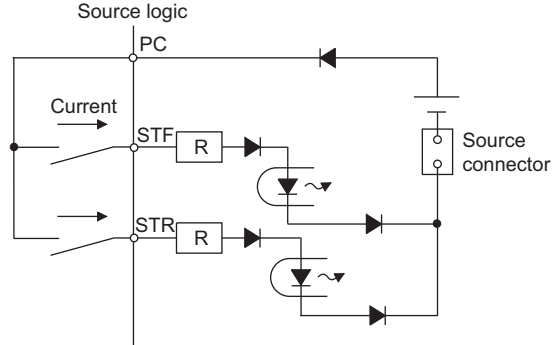 Source logic
PC
Current
STF
R
Source
connector
STR
R